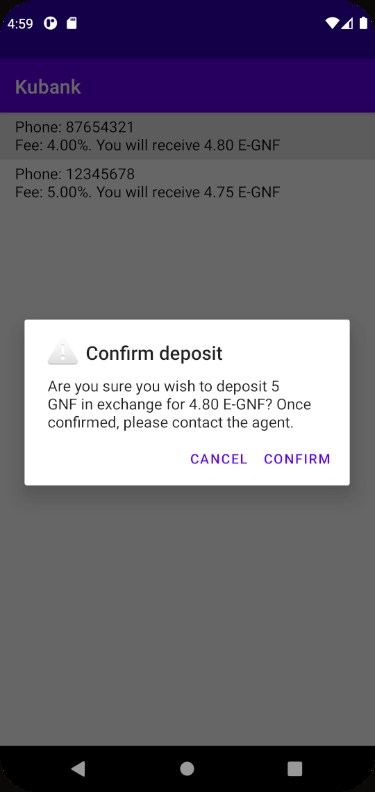 4:59
Kubank
Phone: 87654321
Fee: 4.00%. You will receive 4.80 E-GNF
Phone: 12345678
Fee: 5.00%. You will receive 4.75 E-GNF
Confirm deposit
Are you sure you wish to deposit 5
GNF in exchange for 4.80 E-GNF? Once
confirmed, please contact the agent.
CANCEL CONFIRM